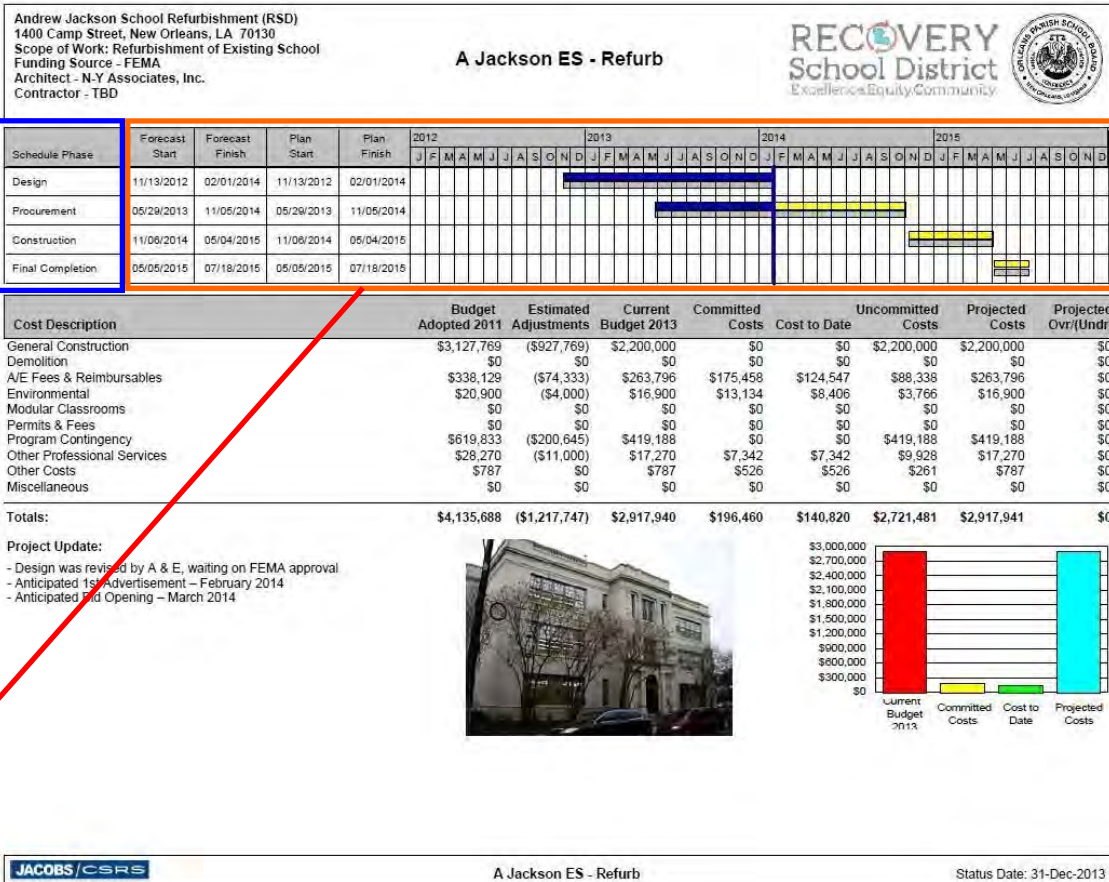 Andrew Jackson School Refurbishment (RSD)
1400 Camp Street, New Orleans, LA 70130
Scope of Work: Refurbishment of Existing School
Funding Source - FEMA
Architect - N-Y Associates, Inc.
Contractor - TBD
A Jackson ES - Refurb
RECOVERY
School District
Excellence.Equity.Community.
ORLEANS PARISH SCHOOL BOARD
NEW ORLEANS, LOUISIANA
Schedule Phase Forecast Start Forecast Finish Plan Start Plan Finish 2012 2013 2014 2015
J F M A M J J A S O N D J F M A M J J A S O N D J F M A M J J A S O N D J F M A M J J A S O N D
Design 11/13/2012 02/01/2014 11/13/2012 02/01/2014
Procurement 05/29/2013 11/05/2014 05/29/2013 11/05/2014
Construction 11/06/2014 05/04/2015 11/06/2014 05/04/2015
Final Completion 05/05/2015 07/18/2015 05/05/2015 07/18/2015
Cost Description Budget Adopted 2011 Estimated Adjustments Current Budget 2013 Committed Costs Cost to Date Uncommitted Costs Projected Costs Projected Ovr/(Undr
General Construction $3,127,769 ($927,769) $2,200,000 $0 $0 $2,200,000 $2,200,000 $0
Demolition $0 $0 $0 $0 $0 $0 $0 $0
A/E Fees & Reimbursables $338,129 ($74,333) $263,796 $175,458 $124,547 $88,338 $263,796 $0
Environmental $20,900 ($4,000) $16,900 $13,134 $8,406 $3,766 $16,900 $0
Modular Classrooms $0 $0 $0 $0 $0 $0 $0 $0
Permits & Fees $0 $0 $0 $0 $0 $0 $0 $0
Program Contingency $619,833 ($200,645) $419,188 $0 $0 $419,188 $419,188 $0
Other Professional Services $28,270 ($11,000) $17,270 $7,342 $7,342 $9,928 $17,270 $0
Other Costs $787 $0 $787 $526 $526 $261 $787 $0
Miscellaneous $0 $0 $0 $0 $0 $0 $0 $0
Totals: $4,135,688 ($1,217,747) $2,917,940 $196,460 $140,820 $2,721,481 $2,917,941 $0
Project Update:
- Design was revised by A & E, waiting on FEMA approval
- Anticipated 1st Advertisement – February 2014
- Anticipated Bid Opening – March 2014
$3,000,000
$2,700,000
$2,400,000
$2,100,000
$1,800,000
$1,500,000
$1,200,000
$900,000
$600,000
$300,000
$0
Current Budget 2013
Committed Costs
Cost to Date
Projected Costs
JACOBS/CSRS
A Jackson ES - Refurb
Status Date: 31-Dec-2013